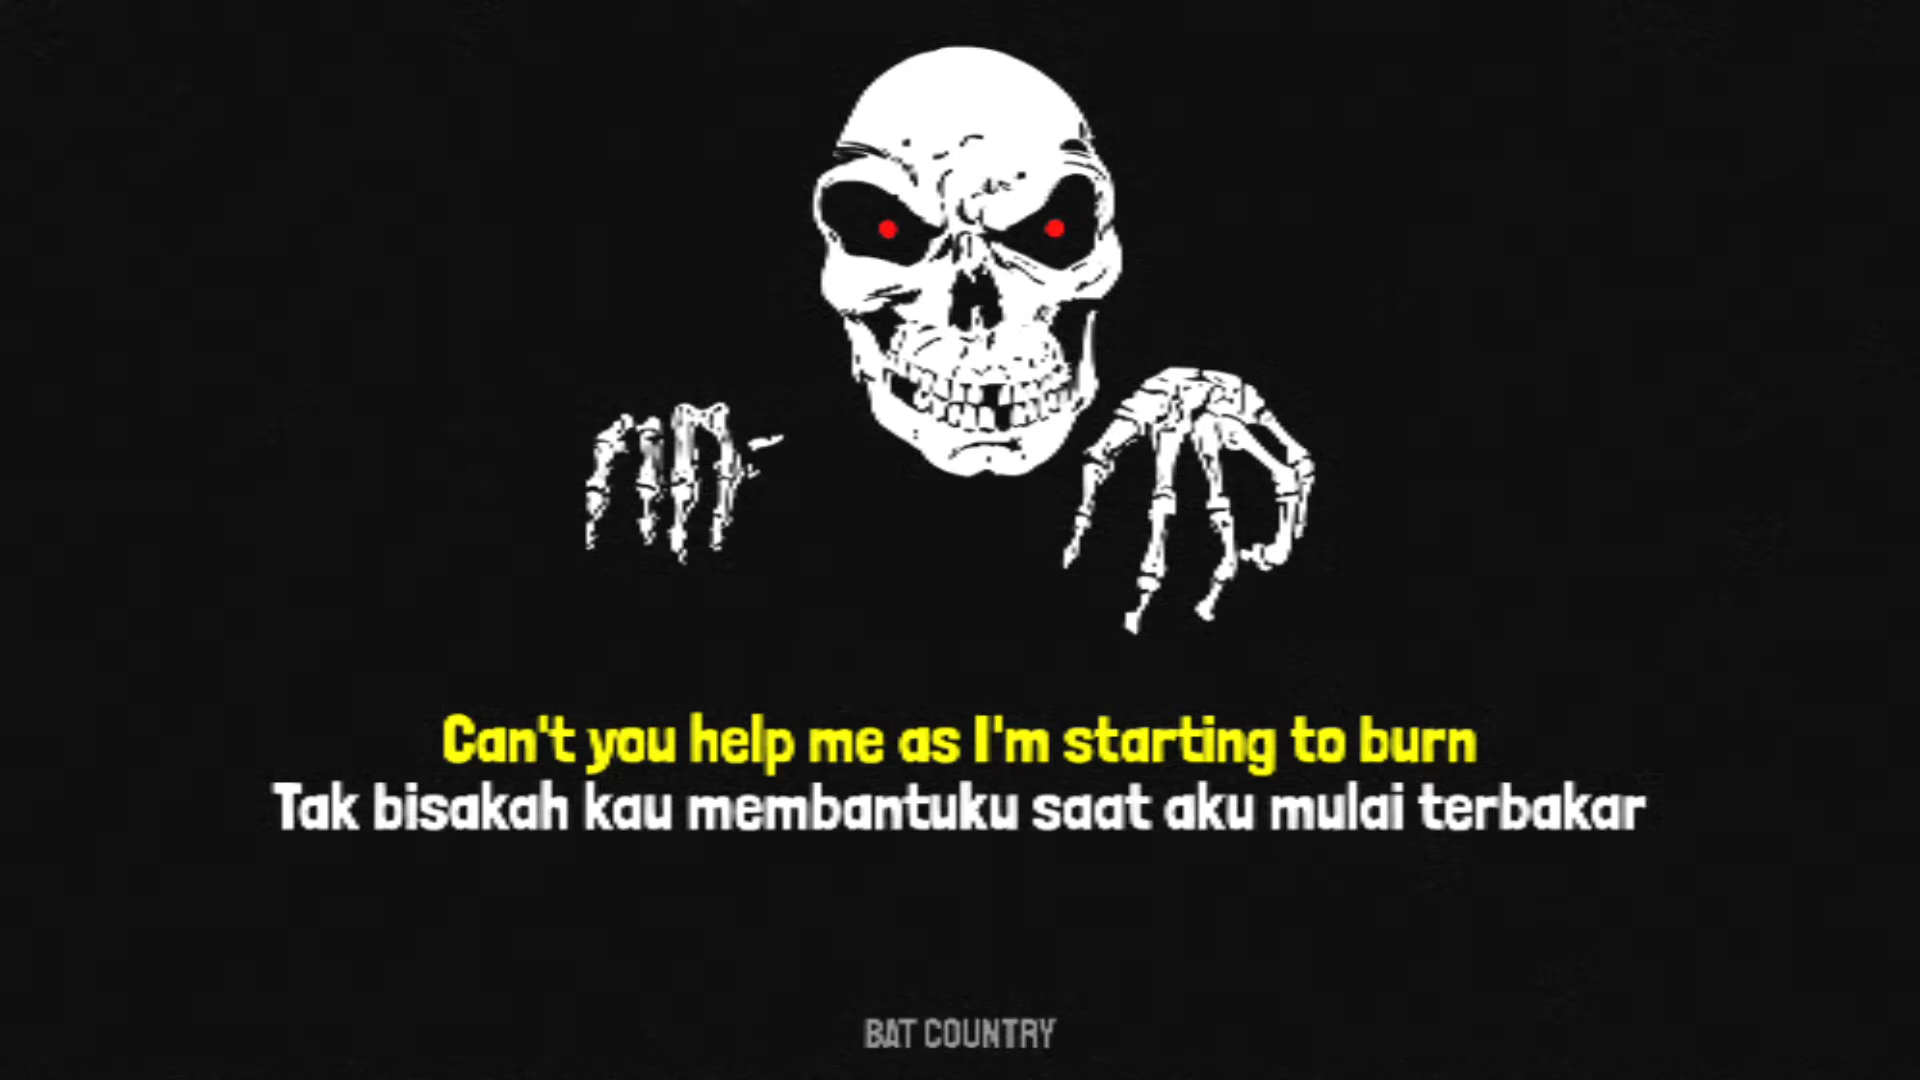 Can't you help me as I'm starting to burn
Tak bisakah kau membantuku saat aku mulai terbakar
BAT COUNTRY